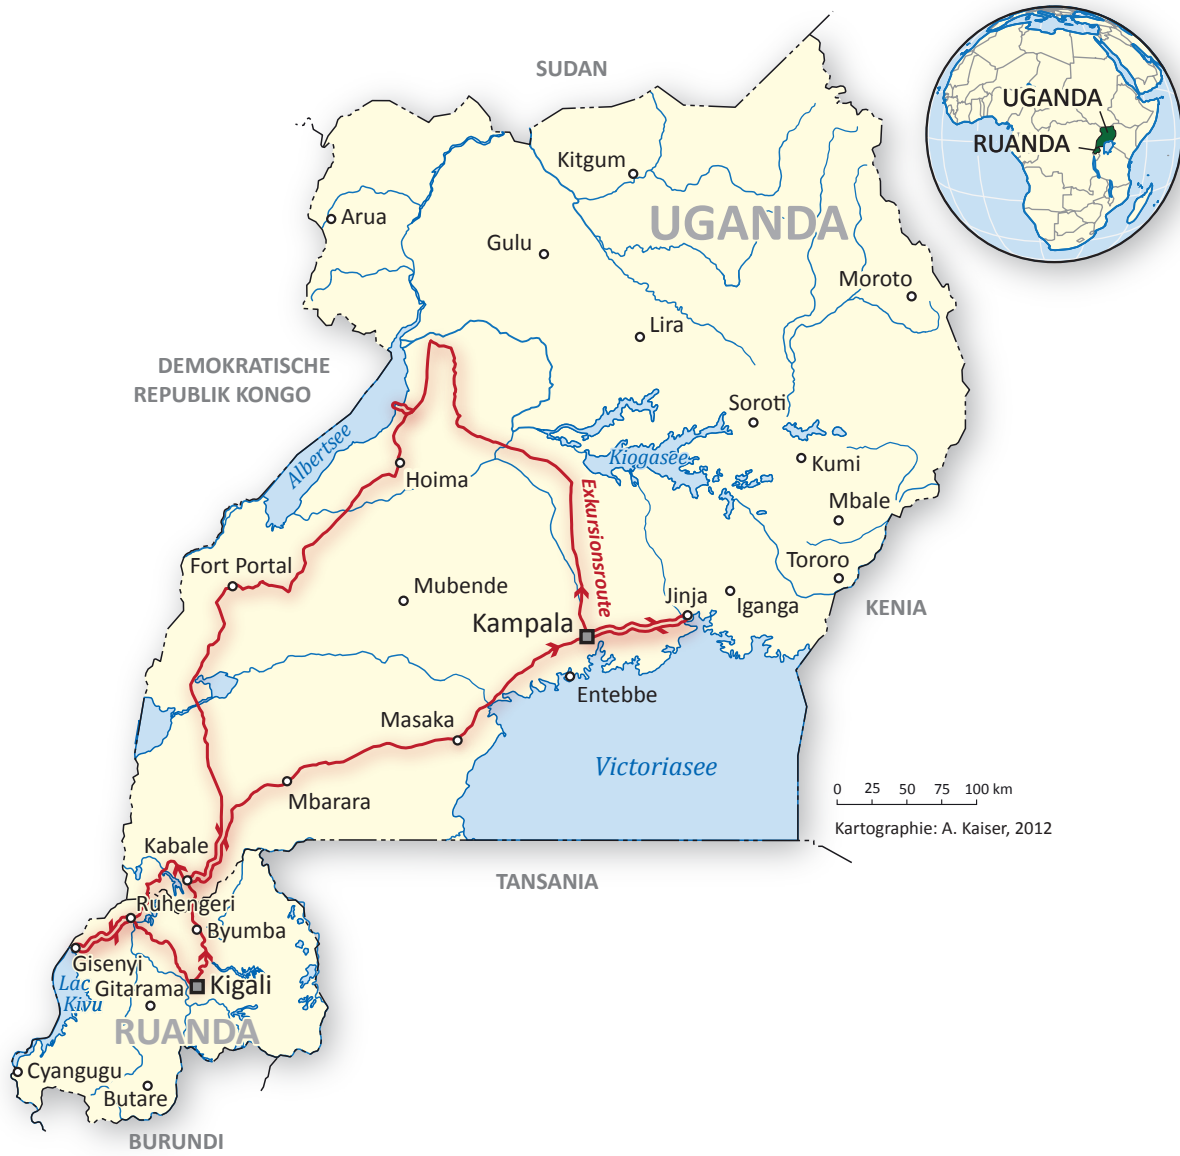 SUDAN
UGANDA
RUANDA
Kitgum
Arua
UGANDA
Gulu
Moroto
Lira
DEMOKRATISCHE
REPUBLIK KONGO
Soroti
Albertsee
Kiogasee
Kumi
Hoima
Mbale
Exkursionsroute
Tororo
Fort Portal
Mubende
Jinja
Iganga
KENIA
Kampala
Entebbe
Masaka
Victoriasee
Mbarara
0 25 50 75 100 km
Kartographie: A. Kaiser, 2012
Kabale
TANSANIA
Ruhengeri
Byumba
Gisenyi
Lac
Kivu
Gitarama
Kigali
RUANDA
Cyangugu
Butare
BURUNDI